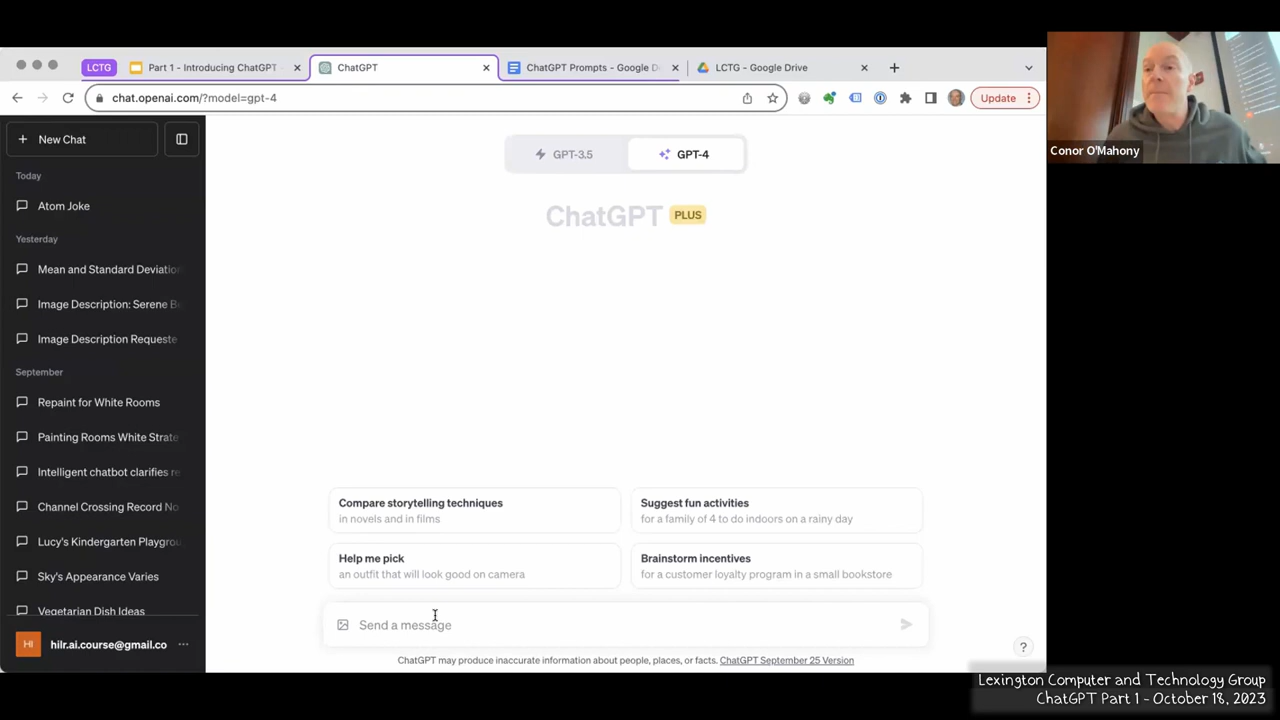 LCTG
Part 1 - Introducing ChatGPT -
ChatGPT
ChatGPT Prompts - Google D
LCTG - Google Drive
chat.openai.com/?model=gpt-4
Update
New Chat
Today
Atom Joke
Yesterday
Mean and Standard Deviation
Image Description: Serene B
Image Description Requeste
September
Repaint for White Rooms
Painting Rooms White Strate
Intelligent chatbot clarifies re
Channel Crossing Record No
Lucy's Kindergarten Playgrou
Sky's Appearance Varies
Vegetarian Dish Ideas
HI
hilr.ai.course@gmail.co
GPT-3.5
GPT-4
ChatGPT PLUS
Compare storytelling techniques
in novels and in films
Suggest fun activities
for a family of 4 to do indoors on a rainy day
Help me pick
an outfit that will look good on camera
Brainstorm incentives
for a customer loyalty program in a small bookstore
Send a message
ChatGPT may produce inaccurate information about people, places, or facts. ChatGPT September 25 Version
?
Conor O'Mahony
Lexington Computer and Technology Group
ChatGPT Part 1 - October 18, 2023